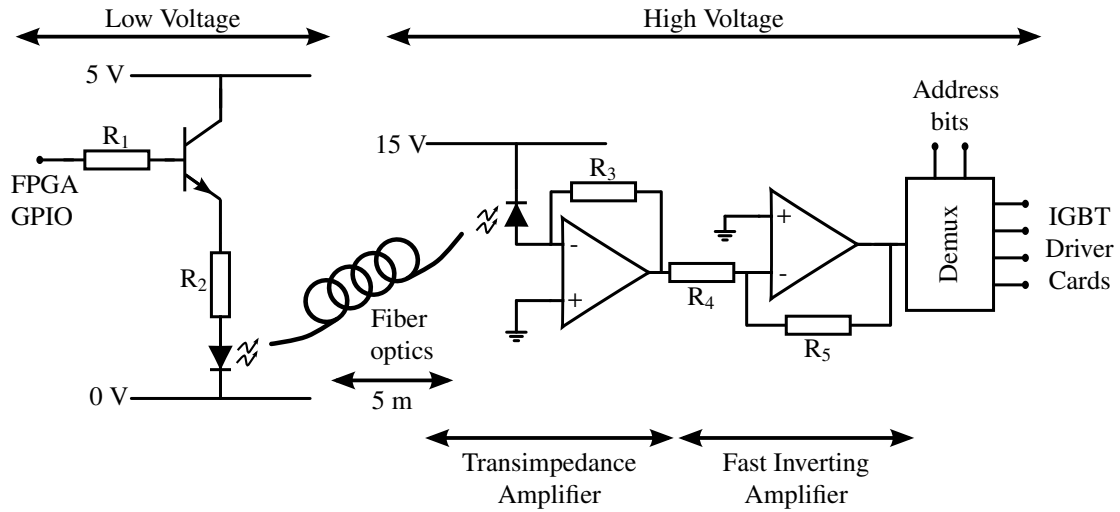 Low Voltage
High Voltage
5 V
R1
FPGA
GPIO
R2
0 V
Fiber
optics
5 m
15 V
R3
-
+
R4
+
-
R5
Address
bits
Demux
IGBT
Driver
Cards
Transimpedance
Amplifier
Fast Inverting
Amplifier